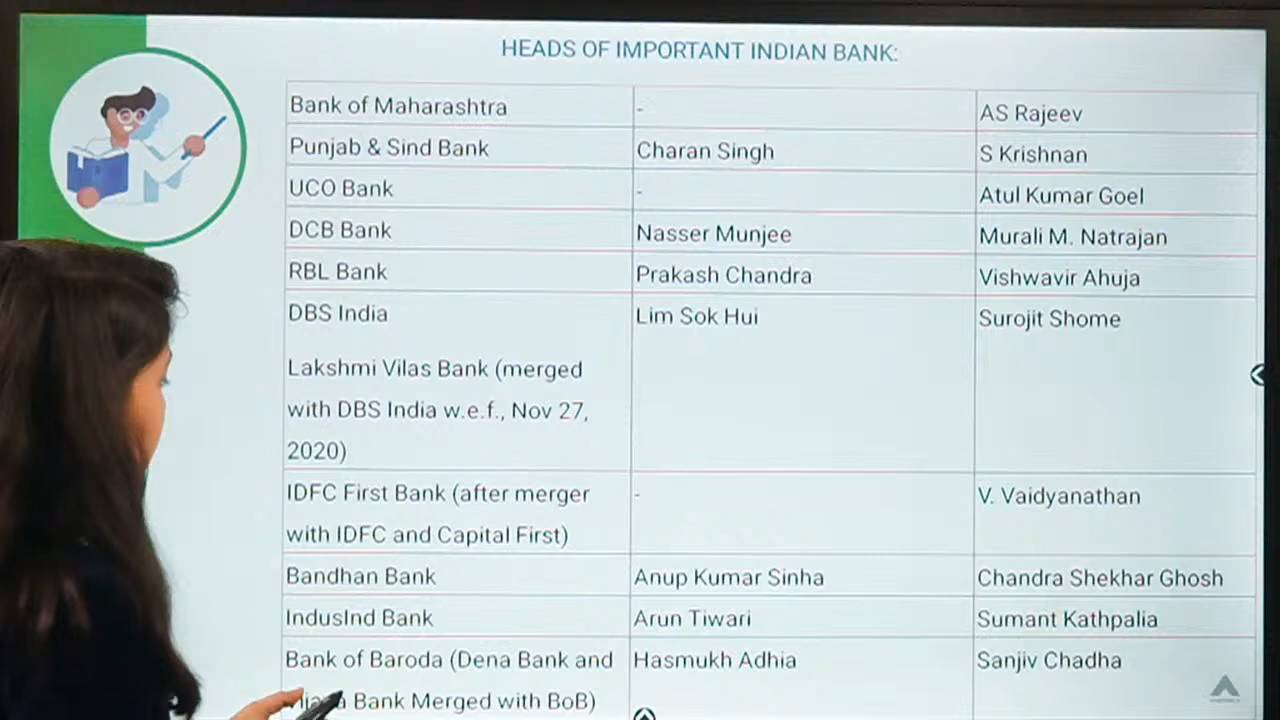 HEADS OF IMPORTANT INDIAN BANK:
Bank of Maharashtra - AS Rajeev
Punjab & Sind Bank Charan Singh S Krishnan
UCO Bank - Atul Kumar Goel
DCB Bank Nasser Munjee Murali M. Natrajan
RBL Bank Prakash Chandra Vishwavir Ahuja
DBS India Lim Sok Hui Surojit Shome
Lakshmi Vilas Bank (merged
with DBS India w.e.f., Nov 27,
2020)
IDFC First Bank (after merger - V. Vaidyanathan
with IDFC and Capital First)
Bandhan Bank Anup Kumar Sinha Chandra Shekhar Ghosh
IndusInd Bank Arun Tiwari Sumant Kathpalia
Bank of Baroda (Dena Bank and Hasmukh Adhia Sanjiv Chadha
Bank Merged with BoB)